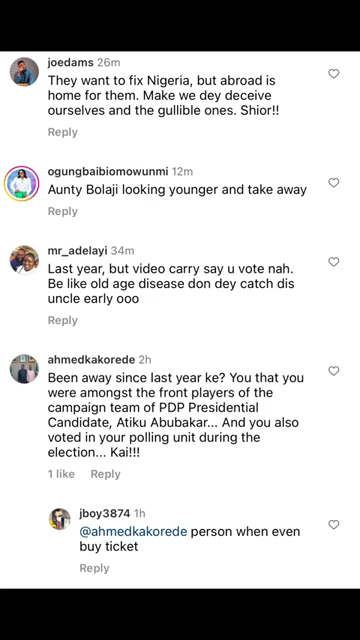 joedams 26m
They want to fix Nigeria, but abroad is
home for them. Make we dey deceive
ourselves and the gullible ones. Shior!!
Reply
ogungbaibiomowunmi 12m
Aunty Bolaji looking younger and take away
Reply
mr_adelayi 34m
Last year, but video carry say u vote nah.
Be like old age disease don dey catch dis
uncle early ooo
Reply
ahmedkakorede 2h
Been away since last year ke? You that you
were amongst the front players of the
campaign team of PDP Presidential
Candidate, Atiku Abubakar... And you also
voted in your polling unit during the
election... Kai!!!
1 like Reply
jboy3874 1h
@ahmedkakorede person when even
buy ticket
Reply